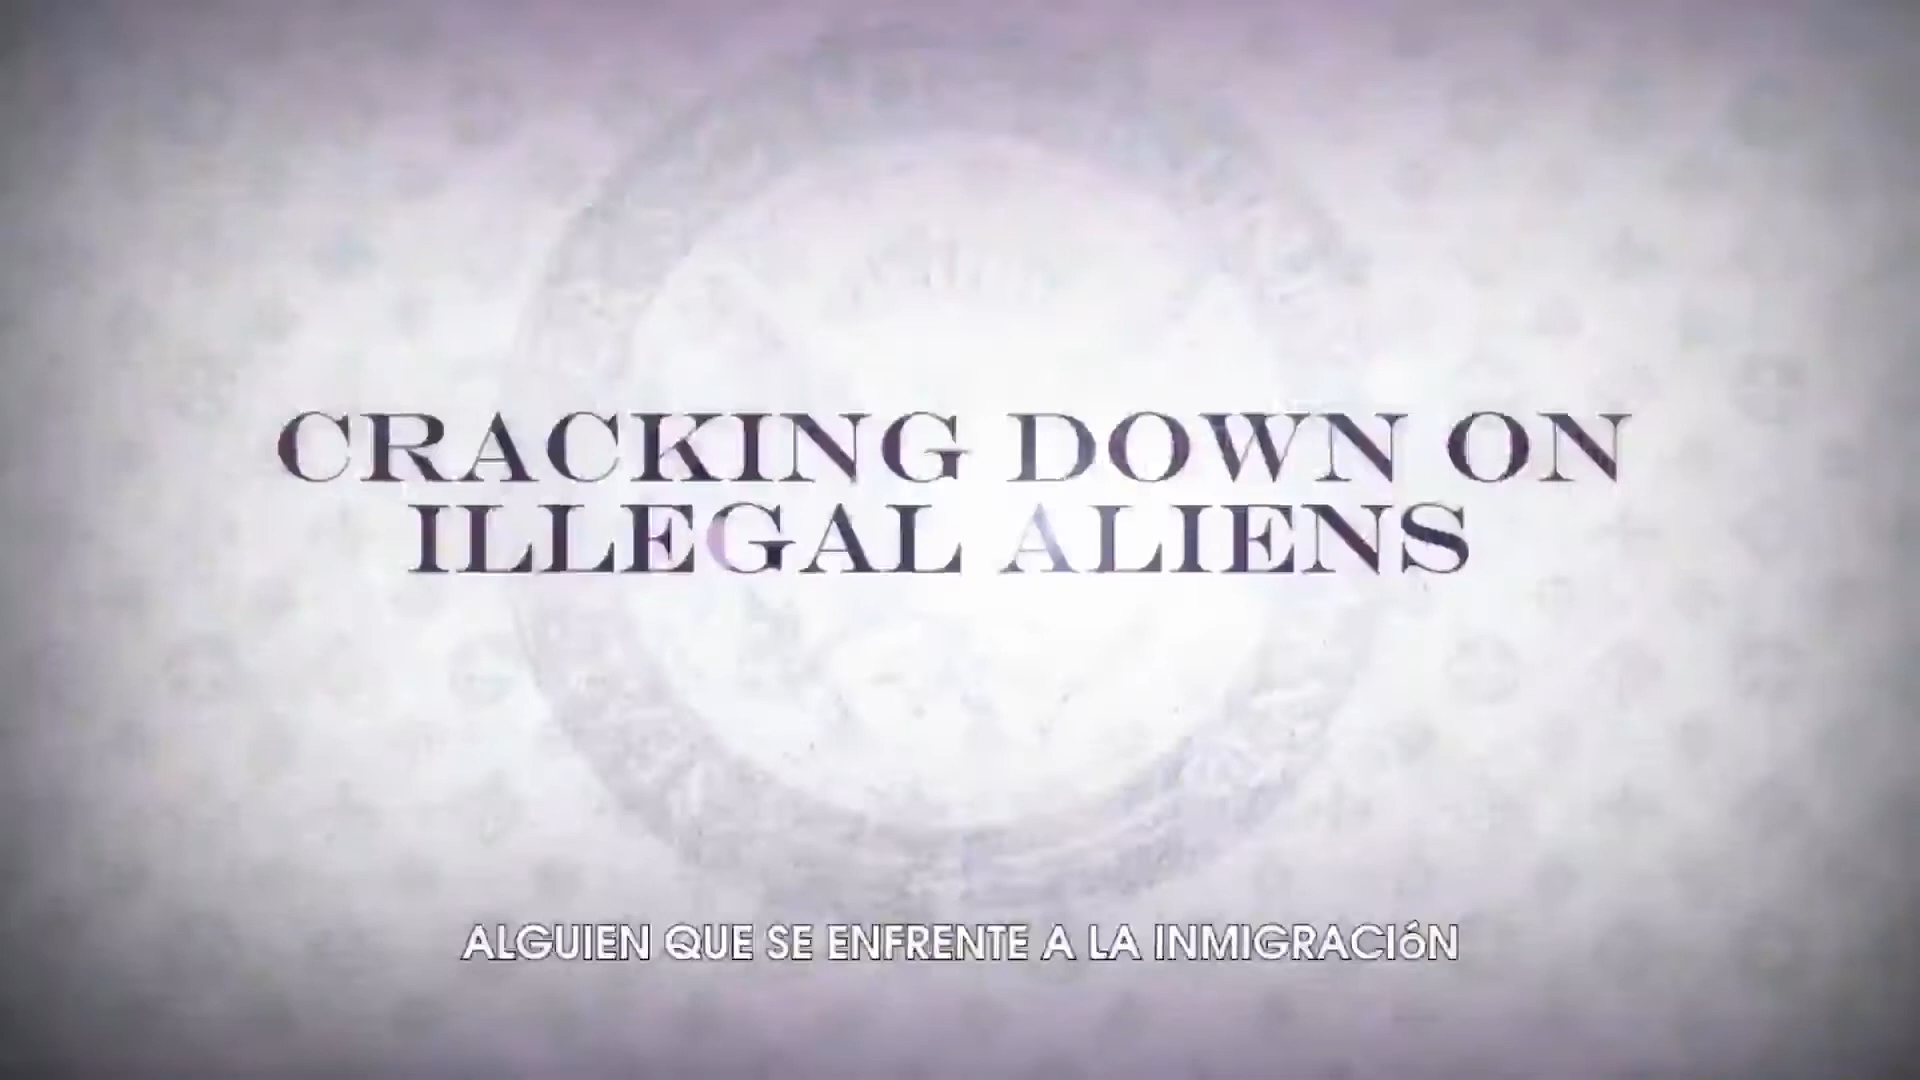 CRACKING DOWN ON
ILLEGAL ALIENS
ALGUIEN QUE SE ENFRENTE A LA INMIGRACIóN